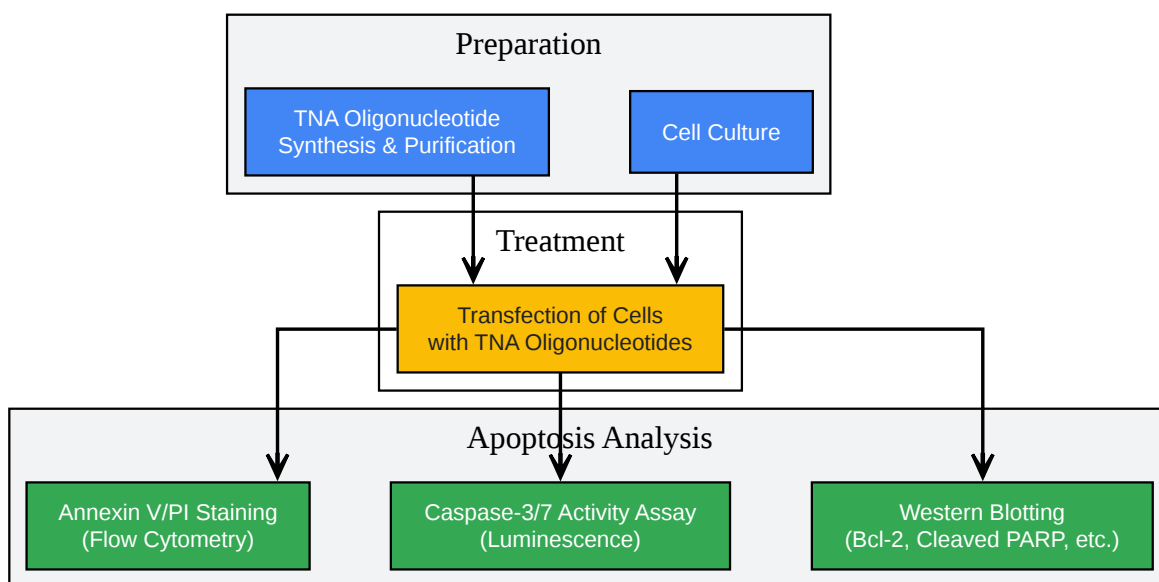 Preparation
TNA Oligonucleotide
Synthesis & Purification
Cell Culture
Treatment
Transfection of Cells
with TNA Oligonucleotides
Apoptosis Analysis
Annexin V/PI Staining
(Flow Cytometry)
Caspase-3/7 Activity Assay
(Luminescence)
Western Blotting
(Bcl-2, Cleaved PARP, etc.)